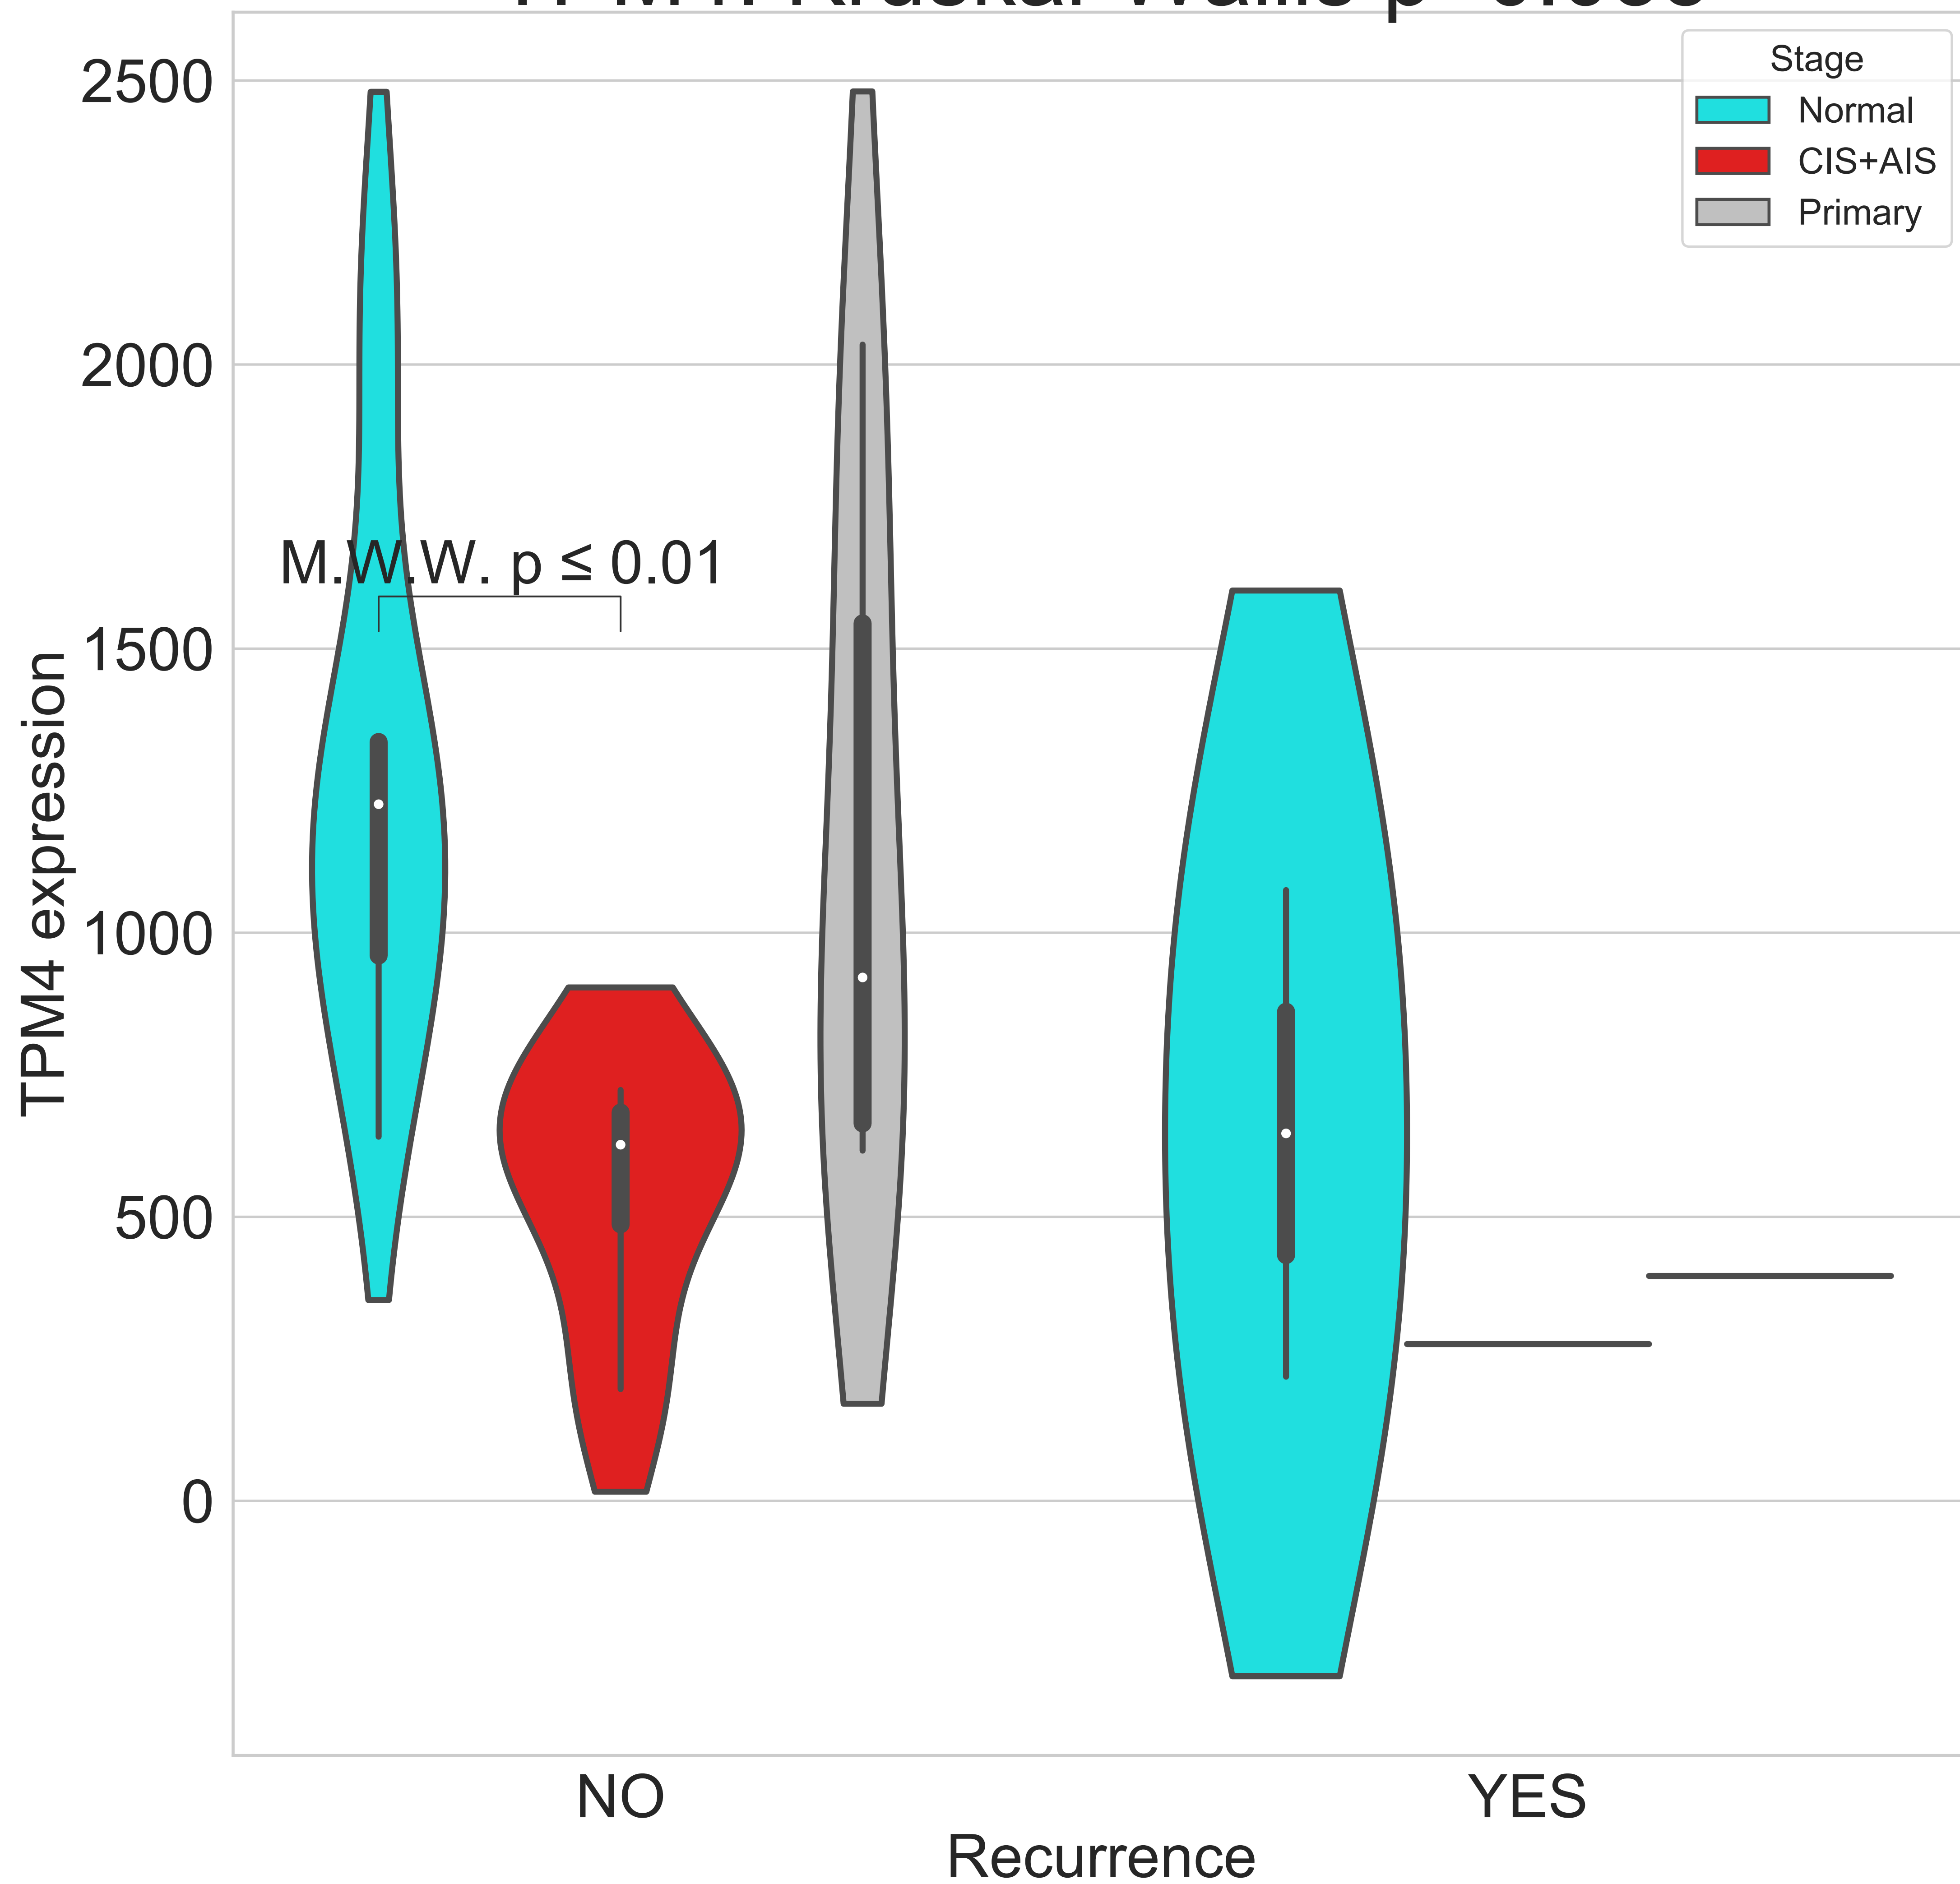 Stage
Normal
CIS+AIS
Primary
2500
2000
1500
1000
500
0
M.W.W. p ≤ 0.01
TPM4 expression
NO
YES
Recurrence